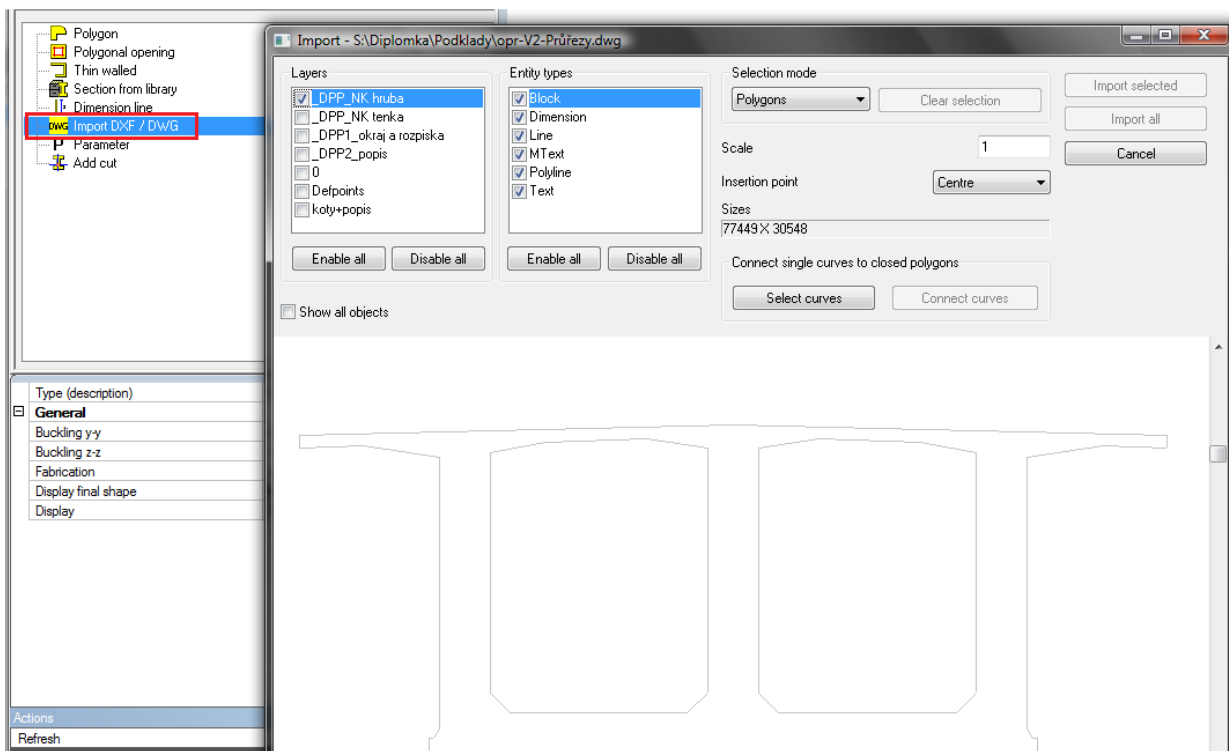 Polygon
Polygonal opening
Thin walled
Section from library
Dimension line
DWG Import DXF / DWG
P Parameter
Add cut
Type (description)
General
Buckling y-y
Buckling z-z
Fabrication
Display final shape
Display
Actions
Refresh
Import - S:\Diplomka\Podklady\opr-V2-Průřezy.dwg
Layers
_DPP_NK hruba
_DPP_NK tenka
_DPP1_okraj a rozpiska
_DPP2_popis
0
Defpoints
koty+popis
Enable all Disable all
Show all objects
Entity types
Block
Dimension
Line
MText
Polyline
Text
Enable all Disable all
Selection mode
Polygons Clear selection
Scale 1
Insertion point Centre
Sizes
77449 X 30548
Connect single curves to closed polygons
Select curves Connect curves
Import selected
Import all
Cancel